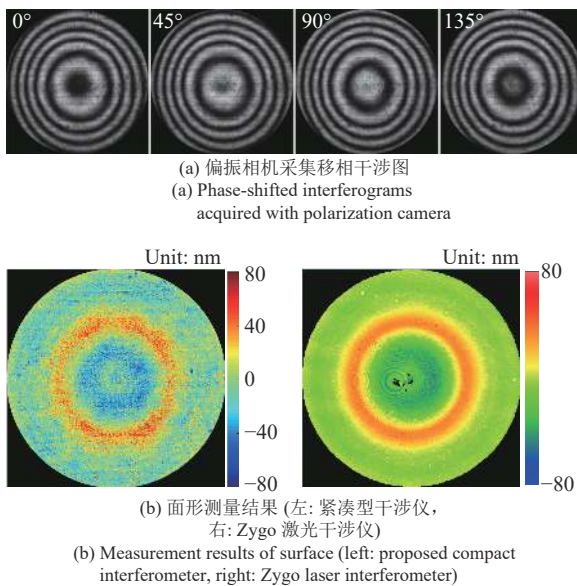 0° 45° 90° 135°
(a) 偏振相机采集移相干涉图
(a) Phase-shifted interferograms
acquired with polarization camera
Unit: nm Unit: nm
80 80
40
20
0
−40
−80 −80
(b) 面形测量结果 (左: 紧凑型干涉仪，
右: Zygo 激光干涉仪)
(b) Measurement results of surface (left: proposed compact
interferometer, right: Zygo laser interferometer)